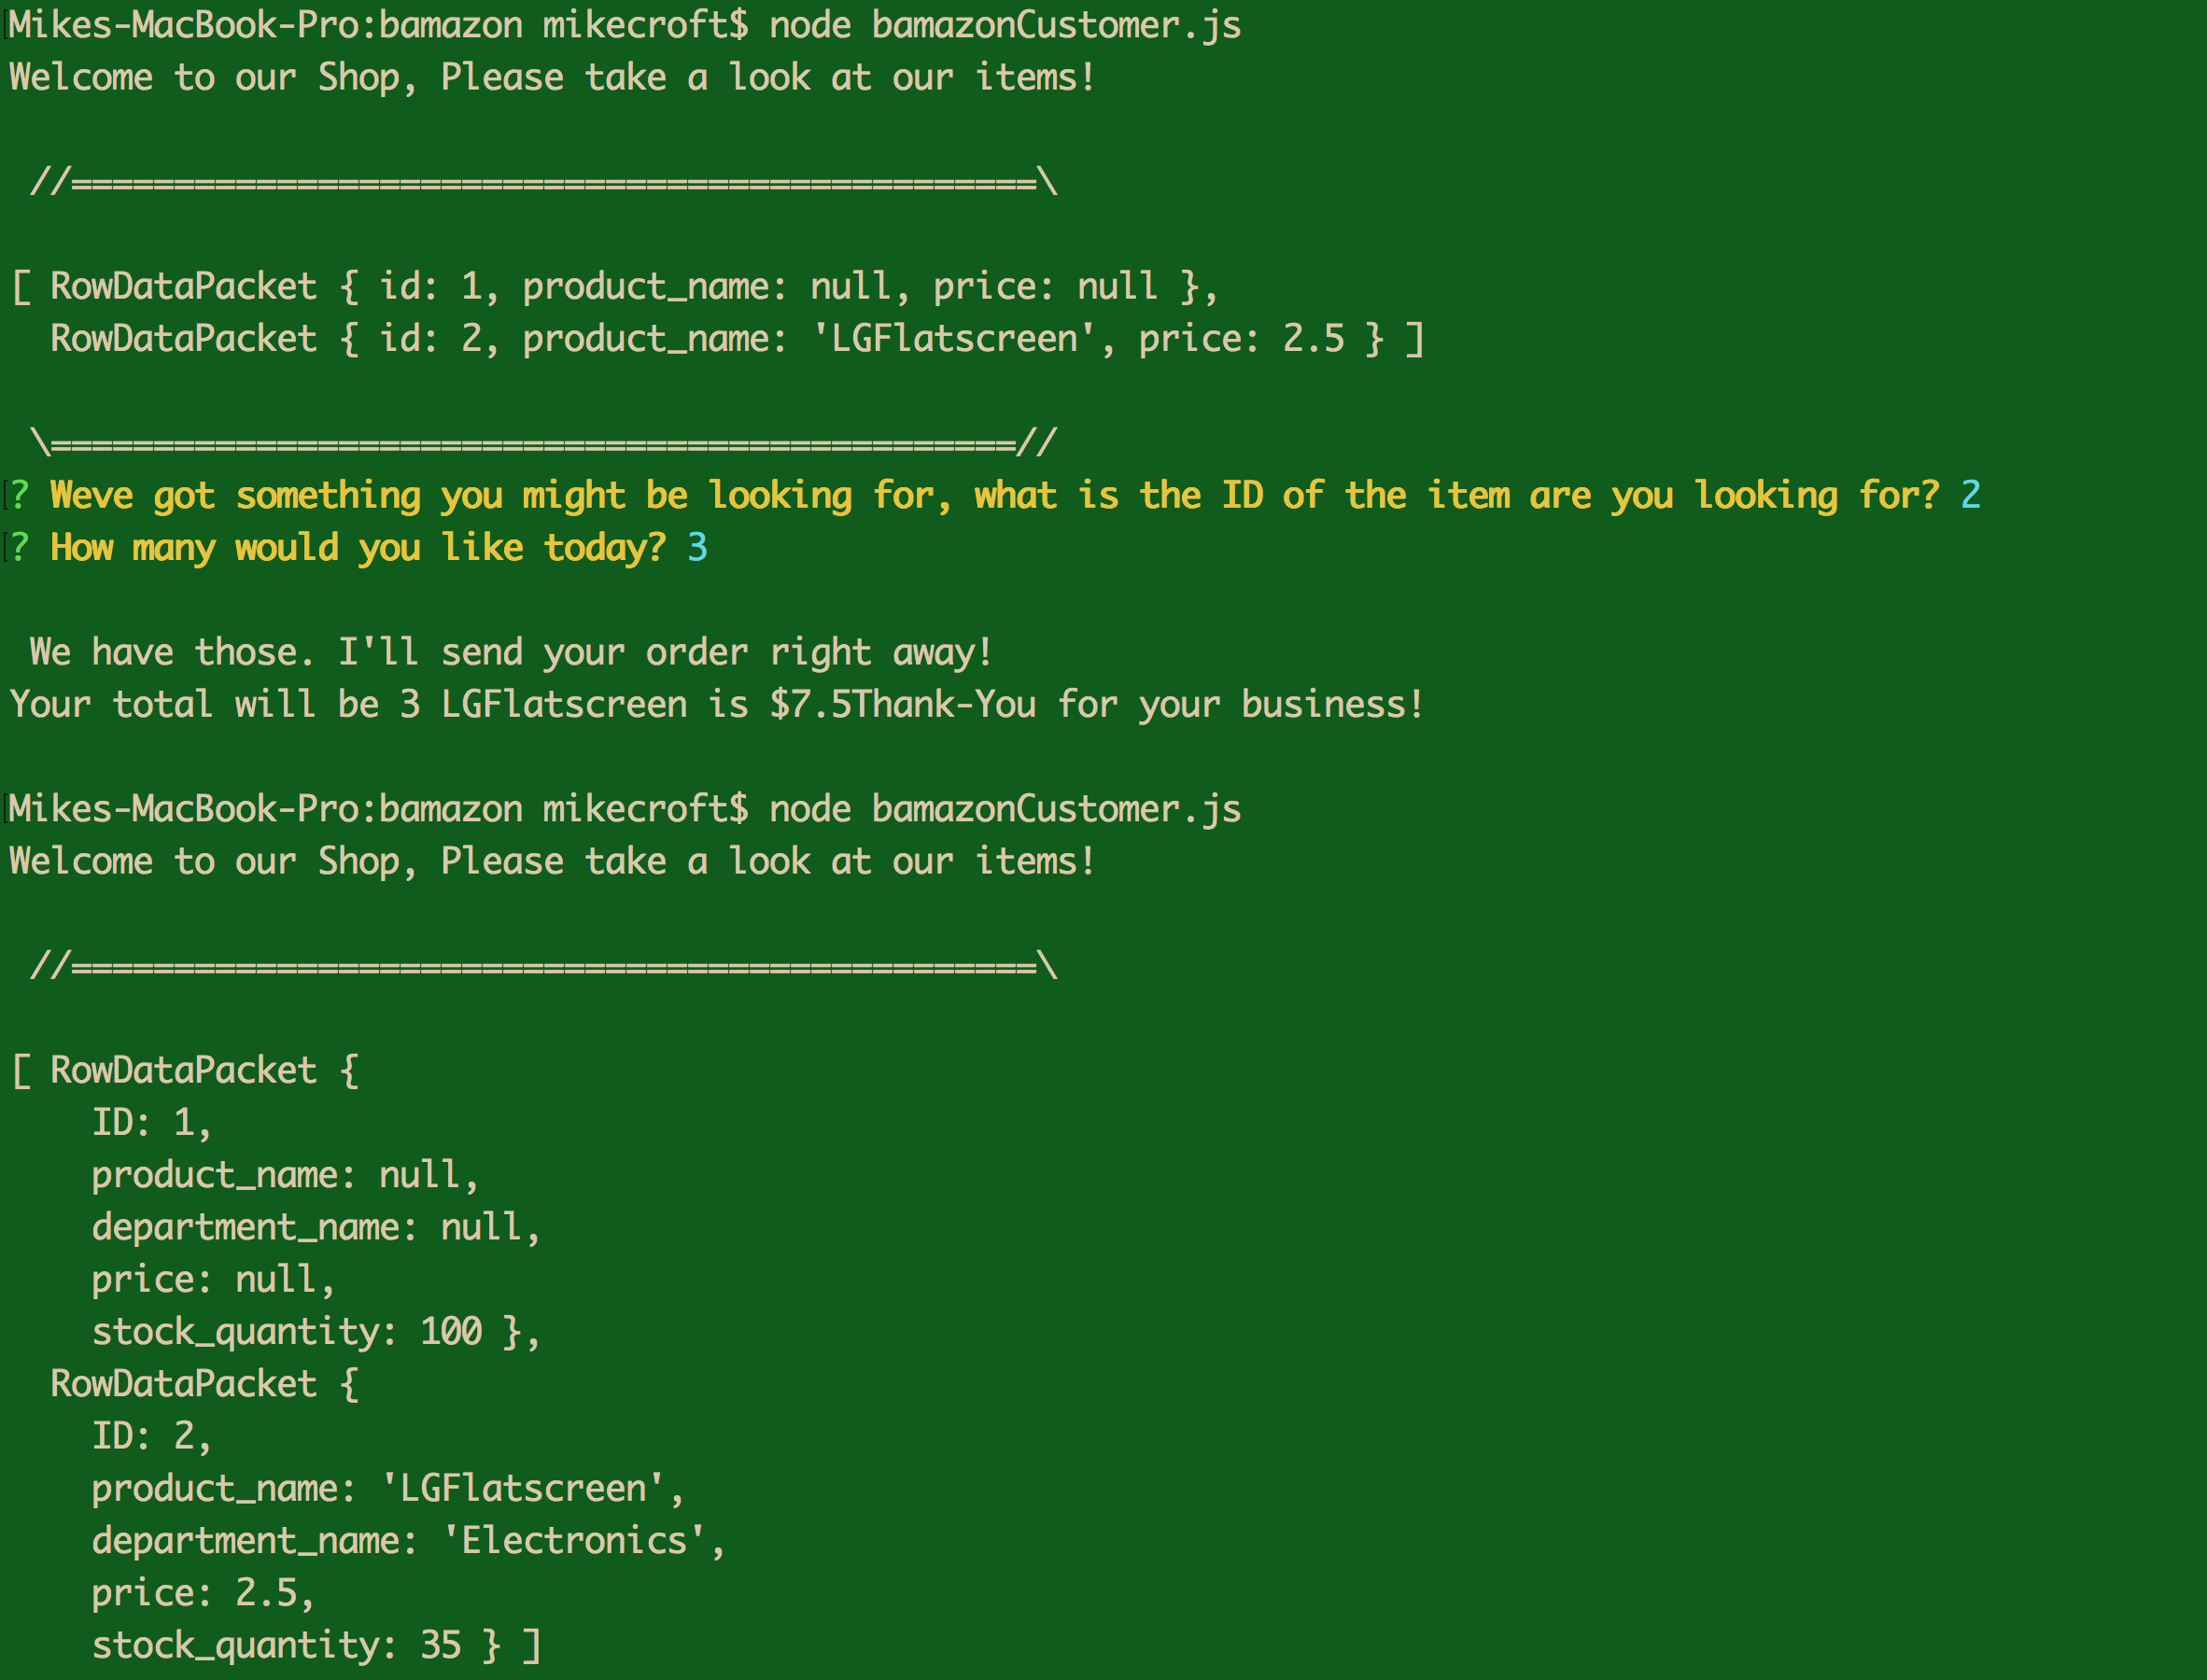 Mikes-MacBook-Pro:bamazon mikecroft$ node bamazonCustomer.js
Welcome to our Shop, Please take a look at our items!
//===============================================\
[ RowDataPacket { id: 1, product_name: null, price: null },
RowDataPacket { id: 2, product_name: 'LGFlatscreen', price: 2.5 } ]
\===============================================//
? Weve got something you might be looking for, what is the ID of the item are you looking for? 2
? How many would you like today? 3
We have those. I'll send your order right away!
Your total will be 3 LGFlatscreen is $7.5Thank-You for your business!
Mikes-MacBook-Pro:bamazon mikecroft$ node bamazonCustomer.js
Welcome to our Shop, Please take a look at our items!
//===============================================\
[ RowDataPacket {
ID: 1,
product_name: null,
department_name: null,
price: null,
stock_quantity: 100 },
RowDataPacket {
ID: 2,
product_name: 'LGFlatscreen',
department_name: 'Electronics',
price: 2.5,
stock_quantity: 35 } ]